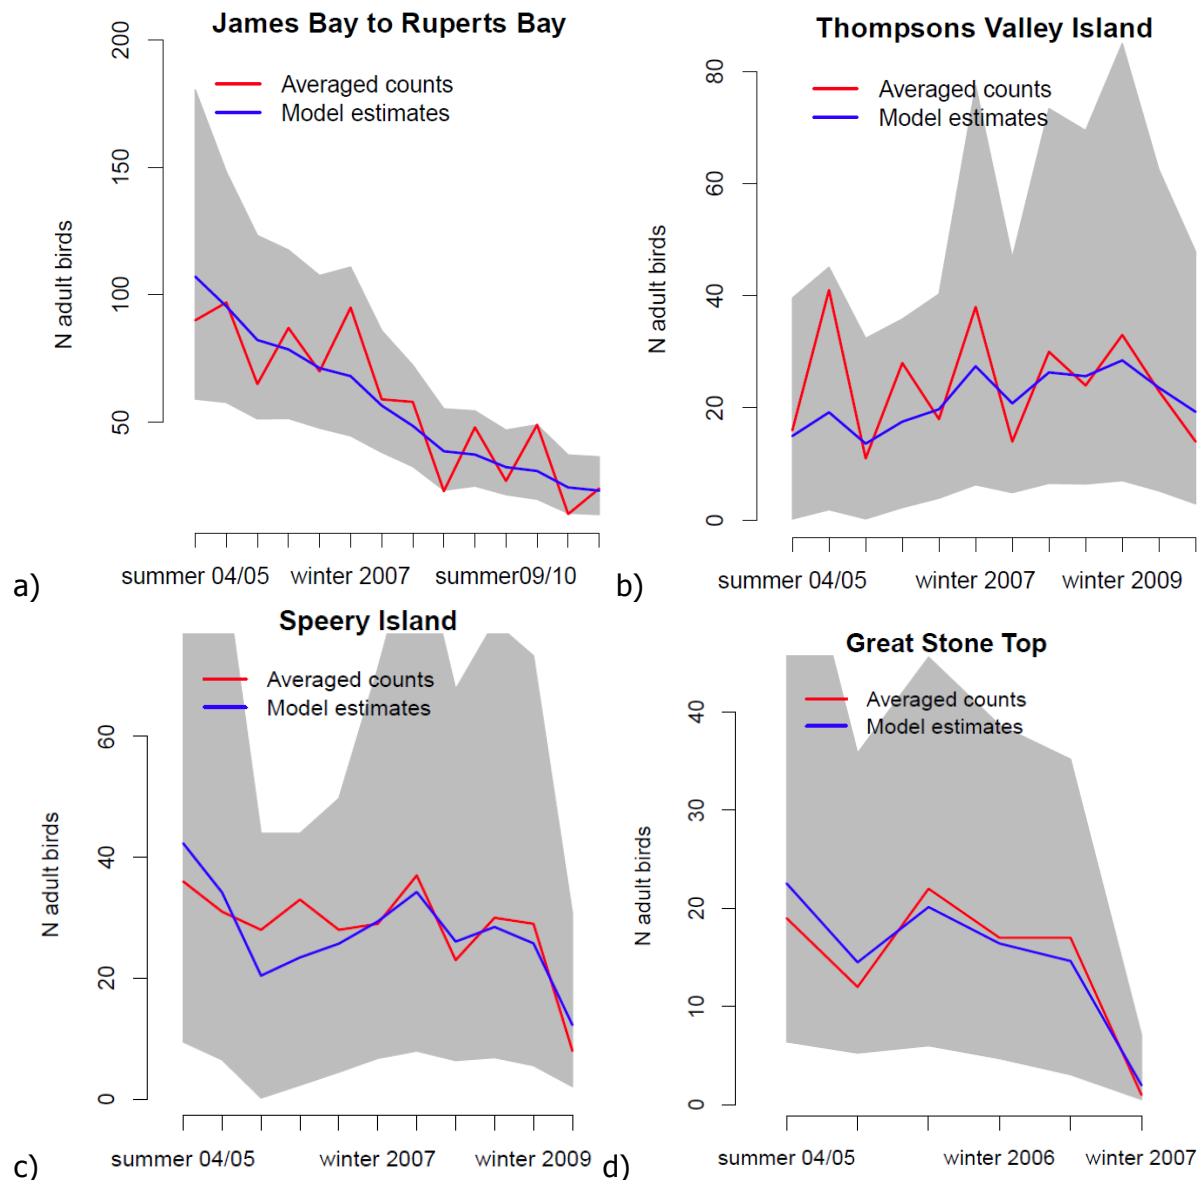 James Bay to Ruperts Bay
200
150
100
50
N adult birds
Averaged counts
Model estimates
summer 04/05 winter 2007 summer09/10
a)
Thompsons Valley Island
80
60
40
20
0
N adult birds
Averaged counts
Model estimates
summer 04/05 winter 2007 winter 2009
b)
Speery Island
60
40
20
0
N adult birds
Averaged counts
Model estimates
summer 04/05 winter 2007 winter 2009
c)
Great Stone Top
40
30
20
10
0
N adult birds
Averaged counts
Model estimates
summer 04/05 winter 2006 winter 2007
d)